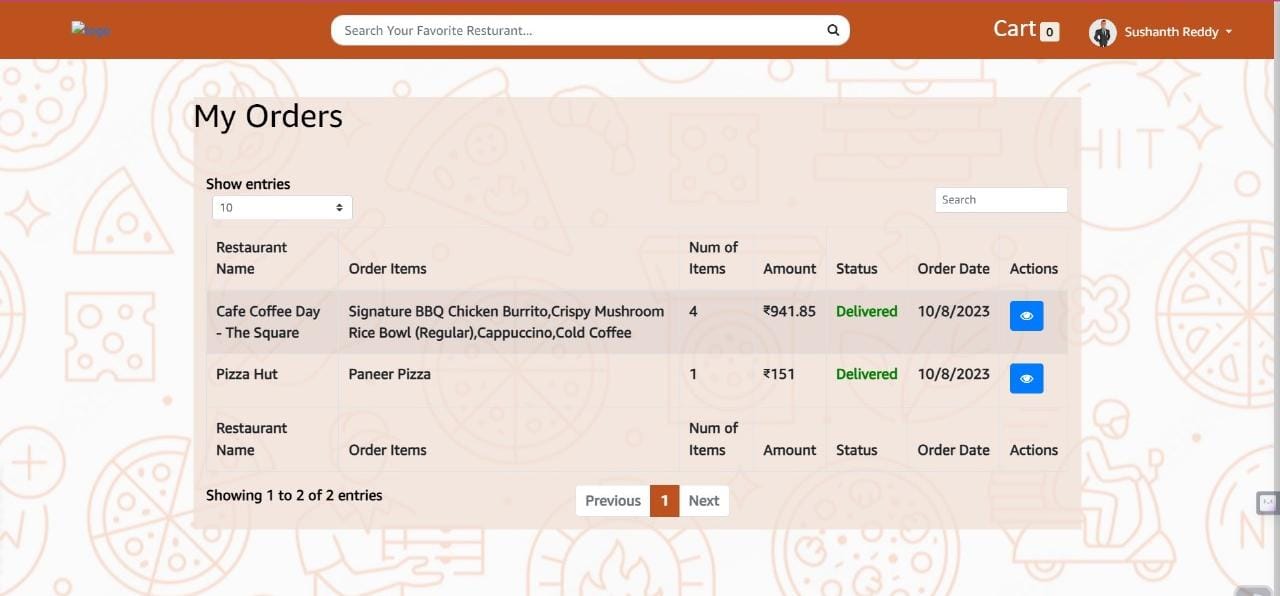 logo
Search Your Favorite Resturant...
Cart 0
Sushanth Reddy
My Orders
Show entries
10
Search
Restaurant Name Order Items Num of Items Amount Status Order Date Actions
Cafe Coffee Day - The Square Signature BBQ Chicken Burrito,Crispy Mushroom Rice Bowl (Regular),Cappuccino,Cold Coffee 4 ₹941.85 Delivered 10/8/2023
Pizza Hut Paneer Pizza 1 ₹151 Delivered 10/8/2023
Restaurant Name Order Items Num of Items Amount Status Order Date Actions
Showing 1 to 2 of 2 entries
Previous 1 Next
HIT